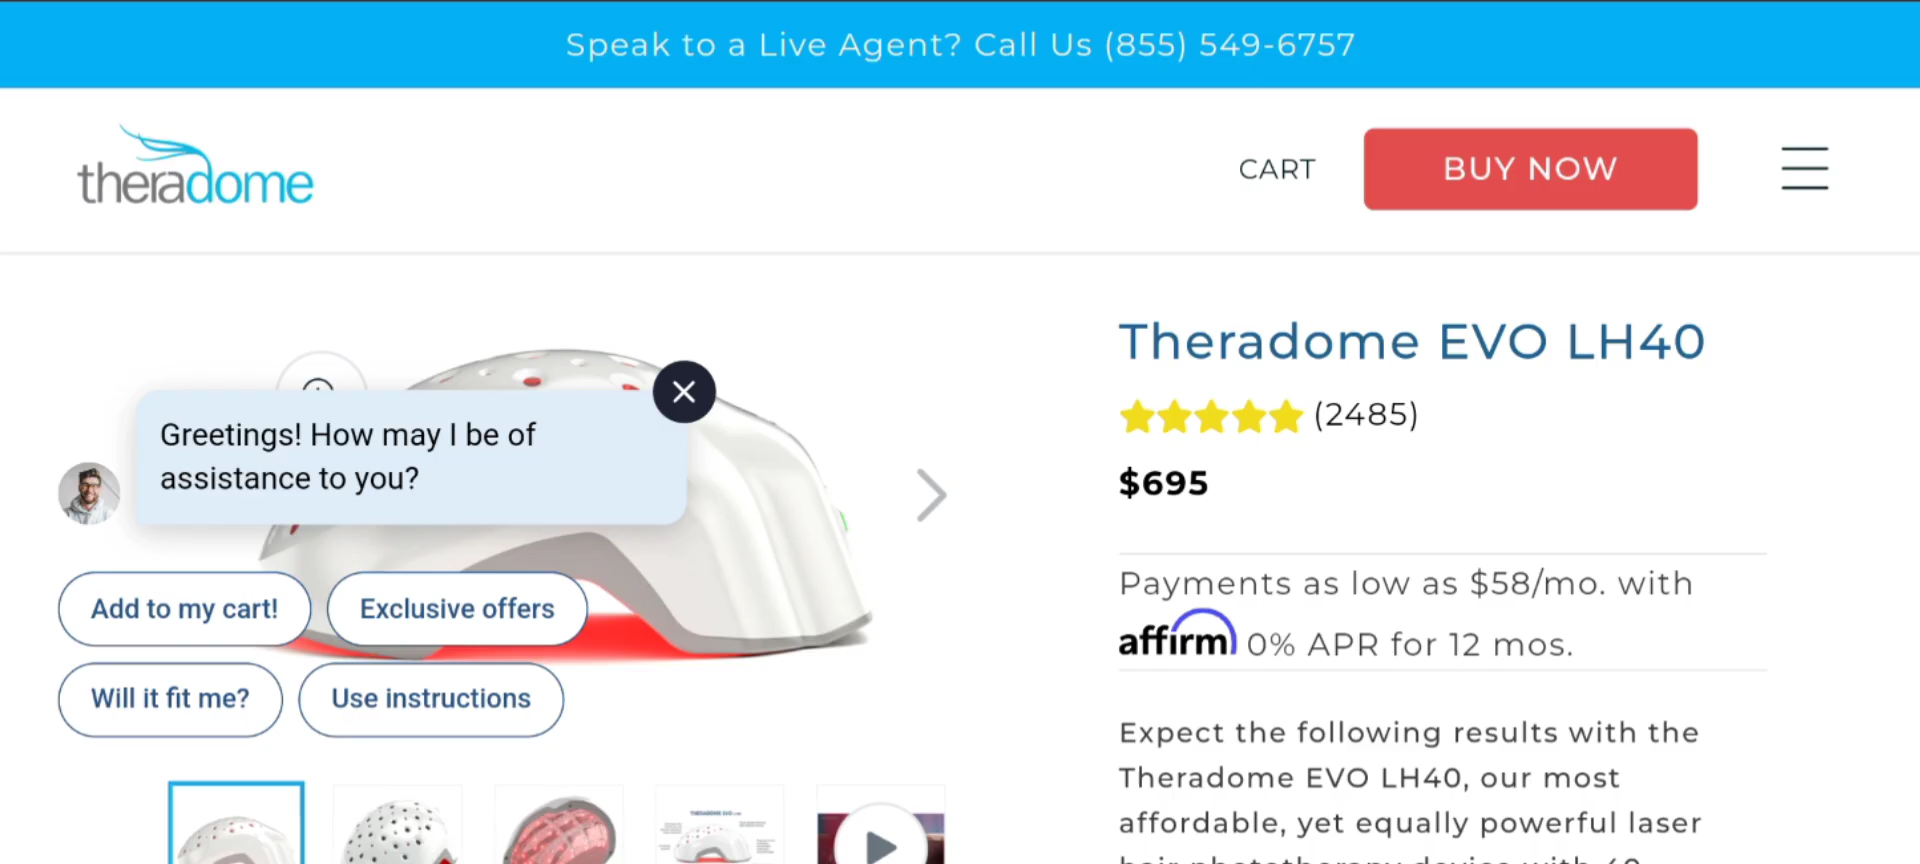 Speak to a Live Agent? Call Us (855) 549-6757
theradome
CART
BUY NOW
Greetings! How may I be of
assistance to you?
Add to my cart!
Exclusive offers
Will it fit me?
Use instructions
Theradome EVO LH40
(2485)
$695
Payments as low as $58/mo. with
affirm 0% APR for 12 mos.
Expect the following results with the
Theradome EVO LH40, our most
affordable, yet equally powerful laser